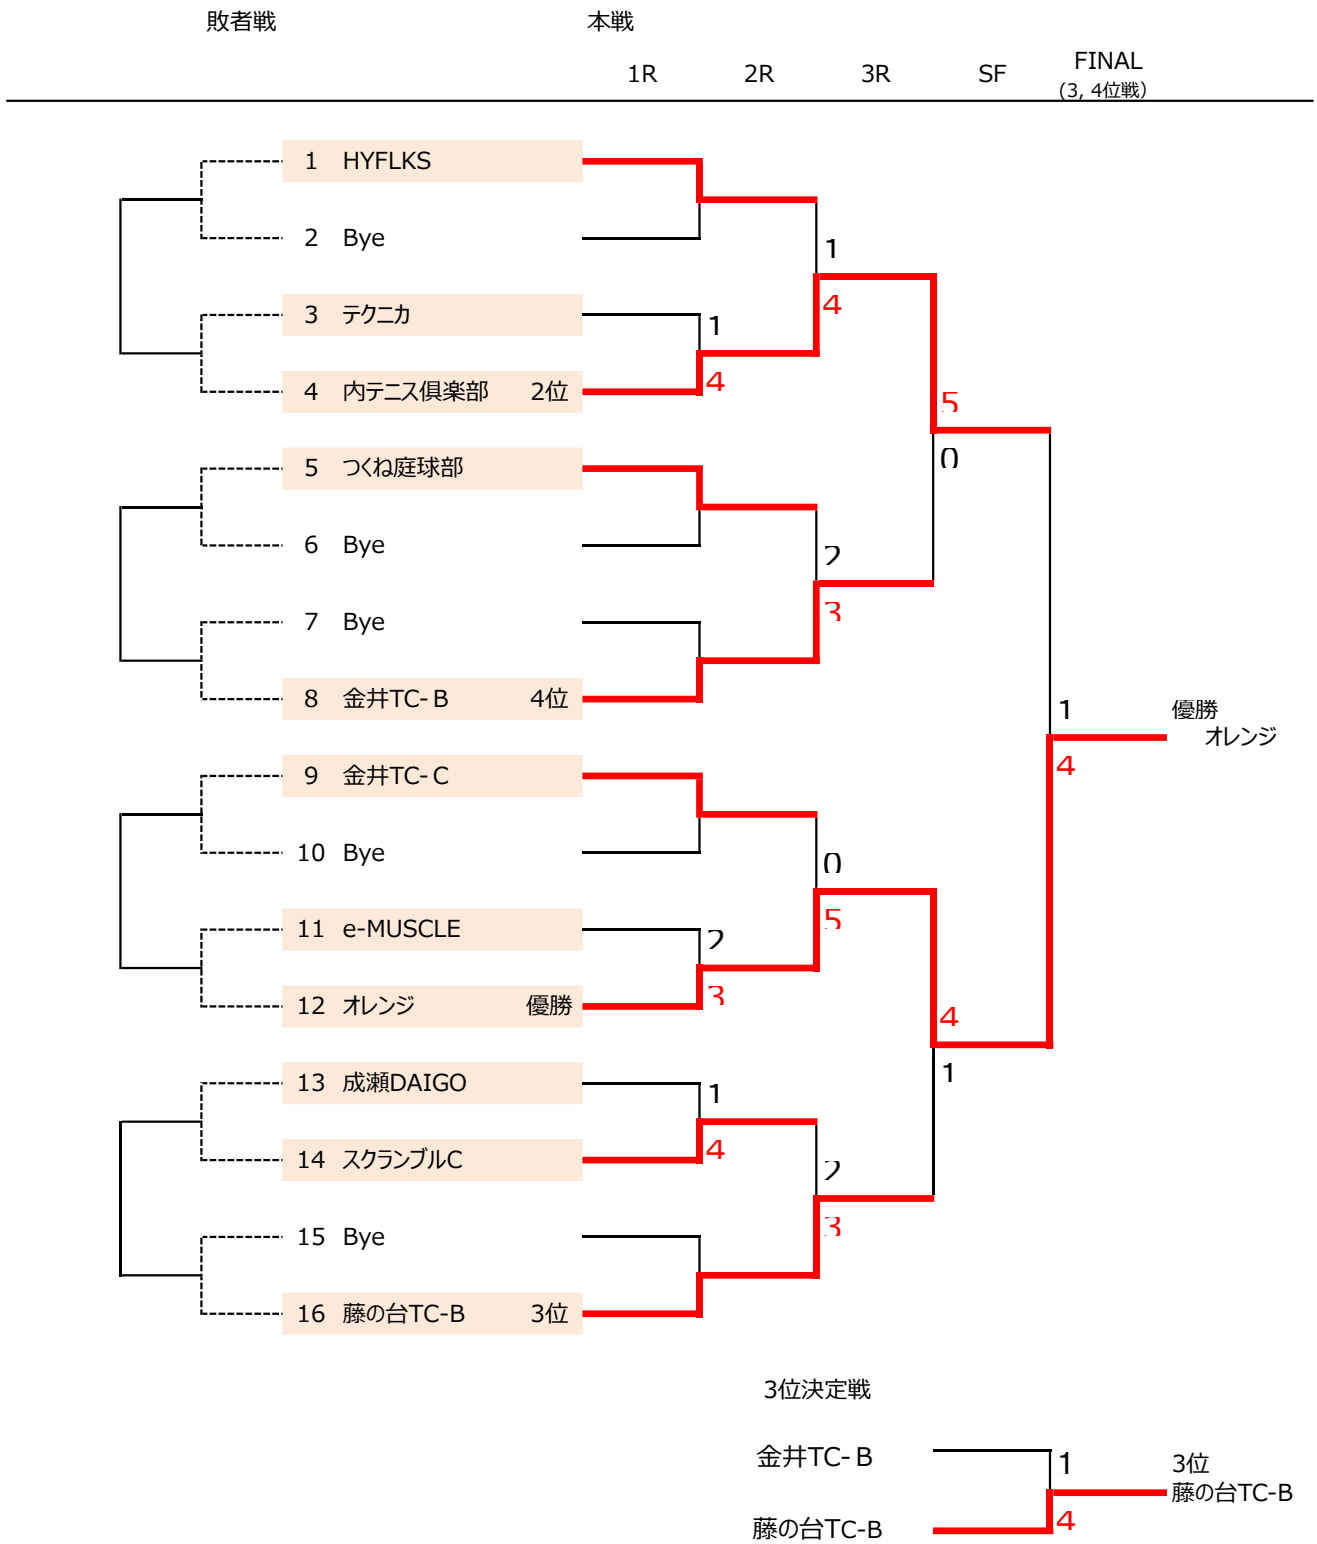 敗者戦 本戦
1R 2R 3R SF FINAL
(3, 4位戦)
1 HYFLKS
2 Bye
1
3 テクニカ
4
1
4 内テニス倶楽部 2位
4
5
0
5 つくね庭球部
6 Bye
2
7 Bye
3
8 金井TC-B 4位
1
優勝
オレンジ
4
9 金井TC-C
10 Bye
0
11 e-MUSCLE
5
2
12 オレンジ 優勝
3
4
1
13 成瀬DAIGO
1
14 スクランブルC
4
2
15 Bye
3
16 藤の台TC-B 3位
3位決定戦
金井TC-B
1
3位
藤の台TC-B
藤の台TC-B
4